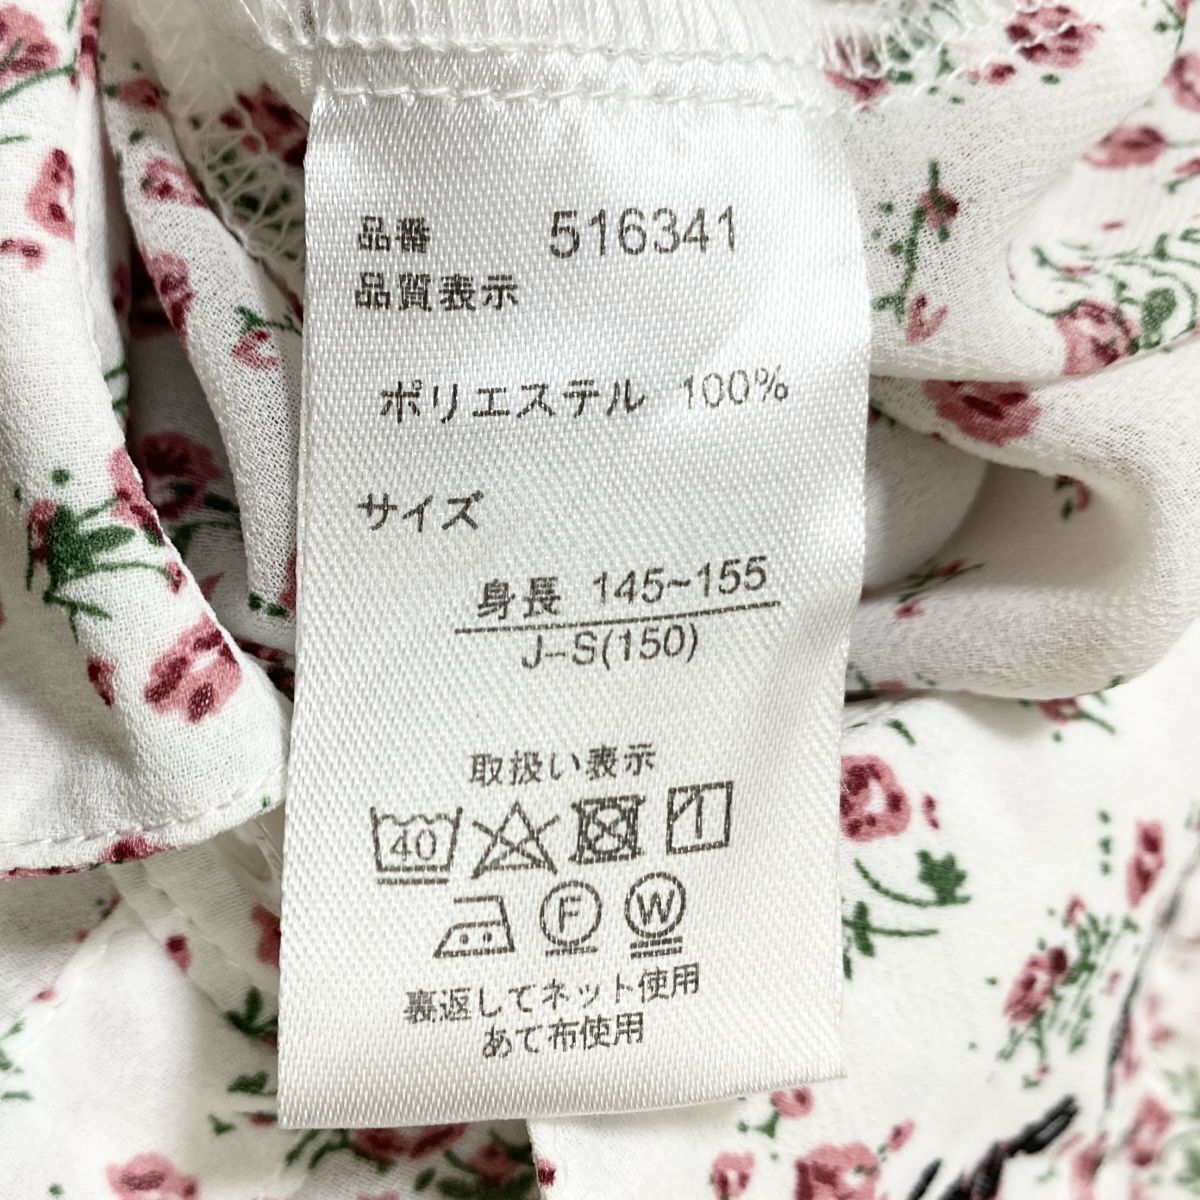 品番 516341
品質表示
ポリエステル 100%
サイズ
身長 145~155
J-S(150)
取扱い表示
40
F W
裏返してネット使用
あて布使用